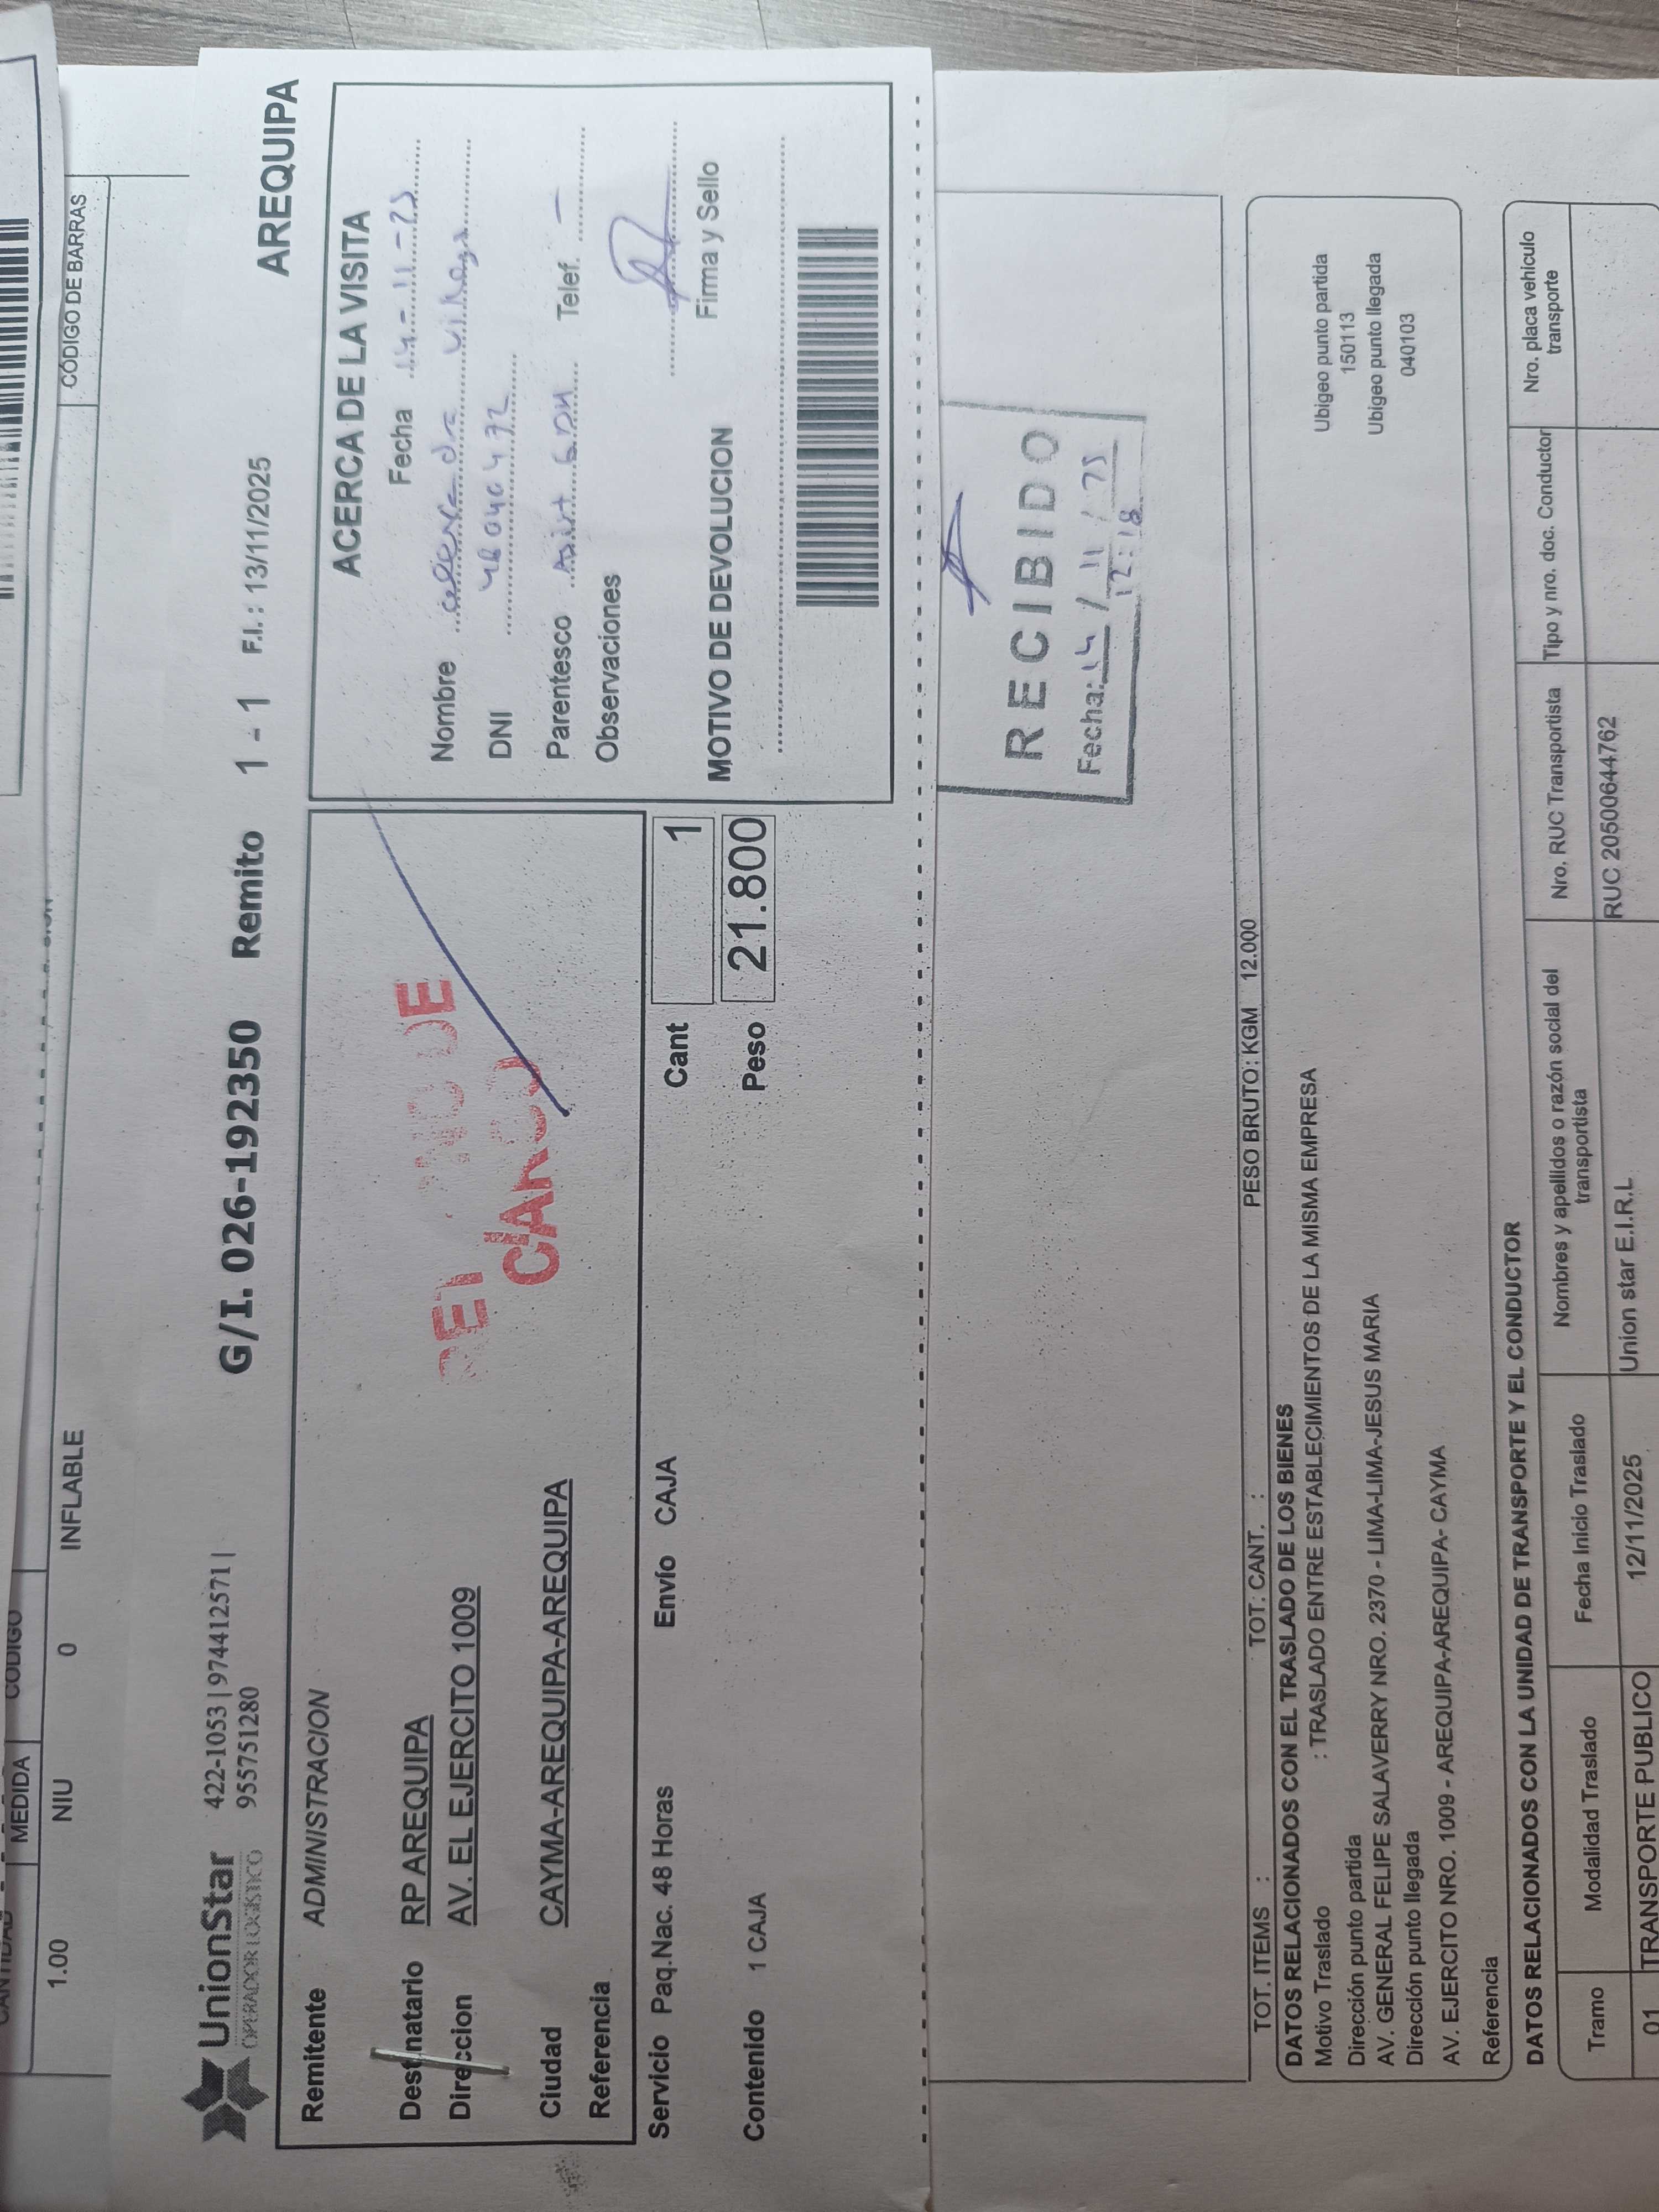 CÓDIGO DE BARRAS
MEDIDA
1.00 NIU 0 INFLABLE
UnionStar
OPERADOR LOGÍSTICO
422-1053 | 974412571 |
955751280
G/I. 026-192350 Remito 1 - 1 F.I. : 13/11/2025 AREQUIPA
Remitente ADMINISTRACION
Destinatario RP AREQUIPA
Direccion AV. EL EJERCITO 1009
Ciudad CAYMA-AREQUIPA-AREQUIPA
Referencia
CARGO
Servicio Paq.Nac. 48 Horas Envío CAJA Cant 1
Contenido 1 CAJA Peso 21.800
ACERCA DE LA VISITA
Fecha 14-11-25
Nombre
DNI
Parentesco
Telef. —
Observaciones
Firma y Sello
MOTIVO DE DEVOLUCION
RECIBIDO
Fecha: 14 / 11 / 25
12:18
TOT. ITEMS : TOT. CANT. : PESO BRUTO: KGM 12.000
DATOS RELACIONADOS CON EL TRASLADO DE LOS BIENES
Motivo Traslado : TRASLADO ENTRE ESTABLECIMIENTOS DE LA MISMA EMPRESA
Dirección punto partida Ubigeo punto partida
AV. GENERAL FELIPE SALAVERRY NRO. 2370 - LIMA-LIMA-JESUS MARIA 150113
Dirección punto llegada Ubigeo punto llegada
AV. EJERCITO NRO. 1009 - AREQUIPA-AREQUIPA- CAYMA 040103
Referencia
DATOS RELACIONADOS CON LA UNIDAD DE TRANSPORTE Y EL CONDUCTOR
Tramo Modalidad Traslado Fecha Inicio Traslado Nombres y apellidos o razón social del transportista Nro. RUC Transportista Tipo y nro. doc. Conductor Nro. placa vehículo transporte
01 TRANSPORTE PUBLICO 12/11/2025 Union star E.I.R.L RUC 20500644762